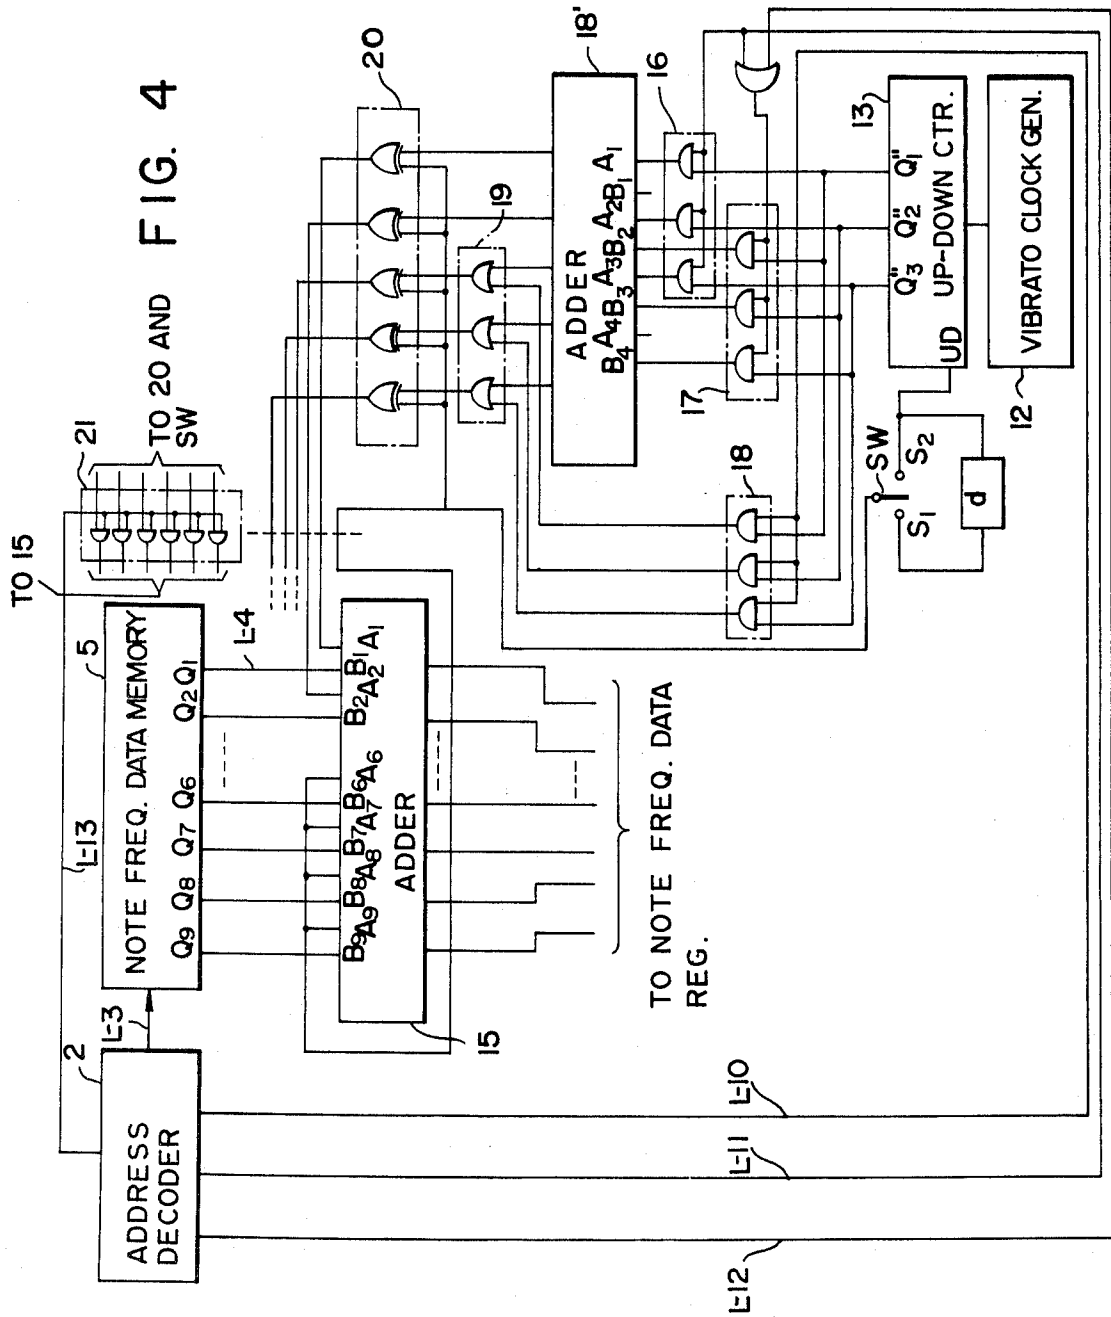 FIG. 4
TO 15
21
TO 20 AND
SW
20
18'
16
19
ADDER
B4 A4 B3 A3 B2 A2 B1 A1
17
18
13
Q"3 Q"2 Q"1
UP-DOWN CTR.
UD
VIBRATO CLOCK GEN.
12
SW
S1
S2
d
5
NOTE FREQ. DATA MEMORY
Q9 Q8 Q7 Q6 Q2 Q1
L-13
L-4
L-3
2
ADDRESS
DECODER
B9 A9 B8 A8 B7 A7 B6 A6 B2 A2 B1 A1
ADDER
15
TO NOTE FREQ. DATA
REG.
L-10
L-11
L-12